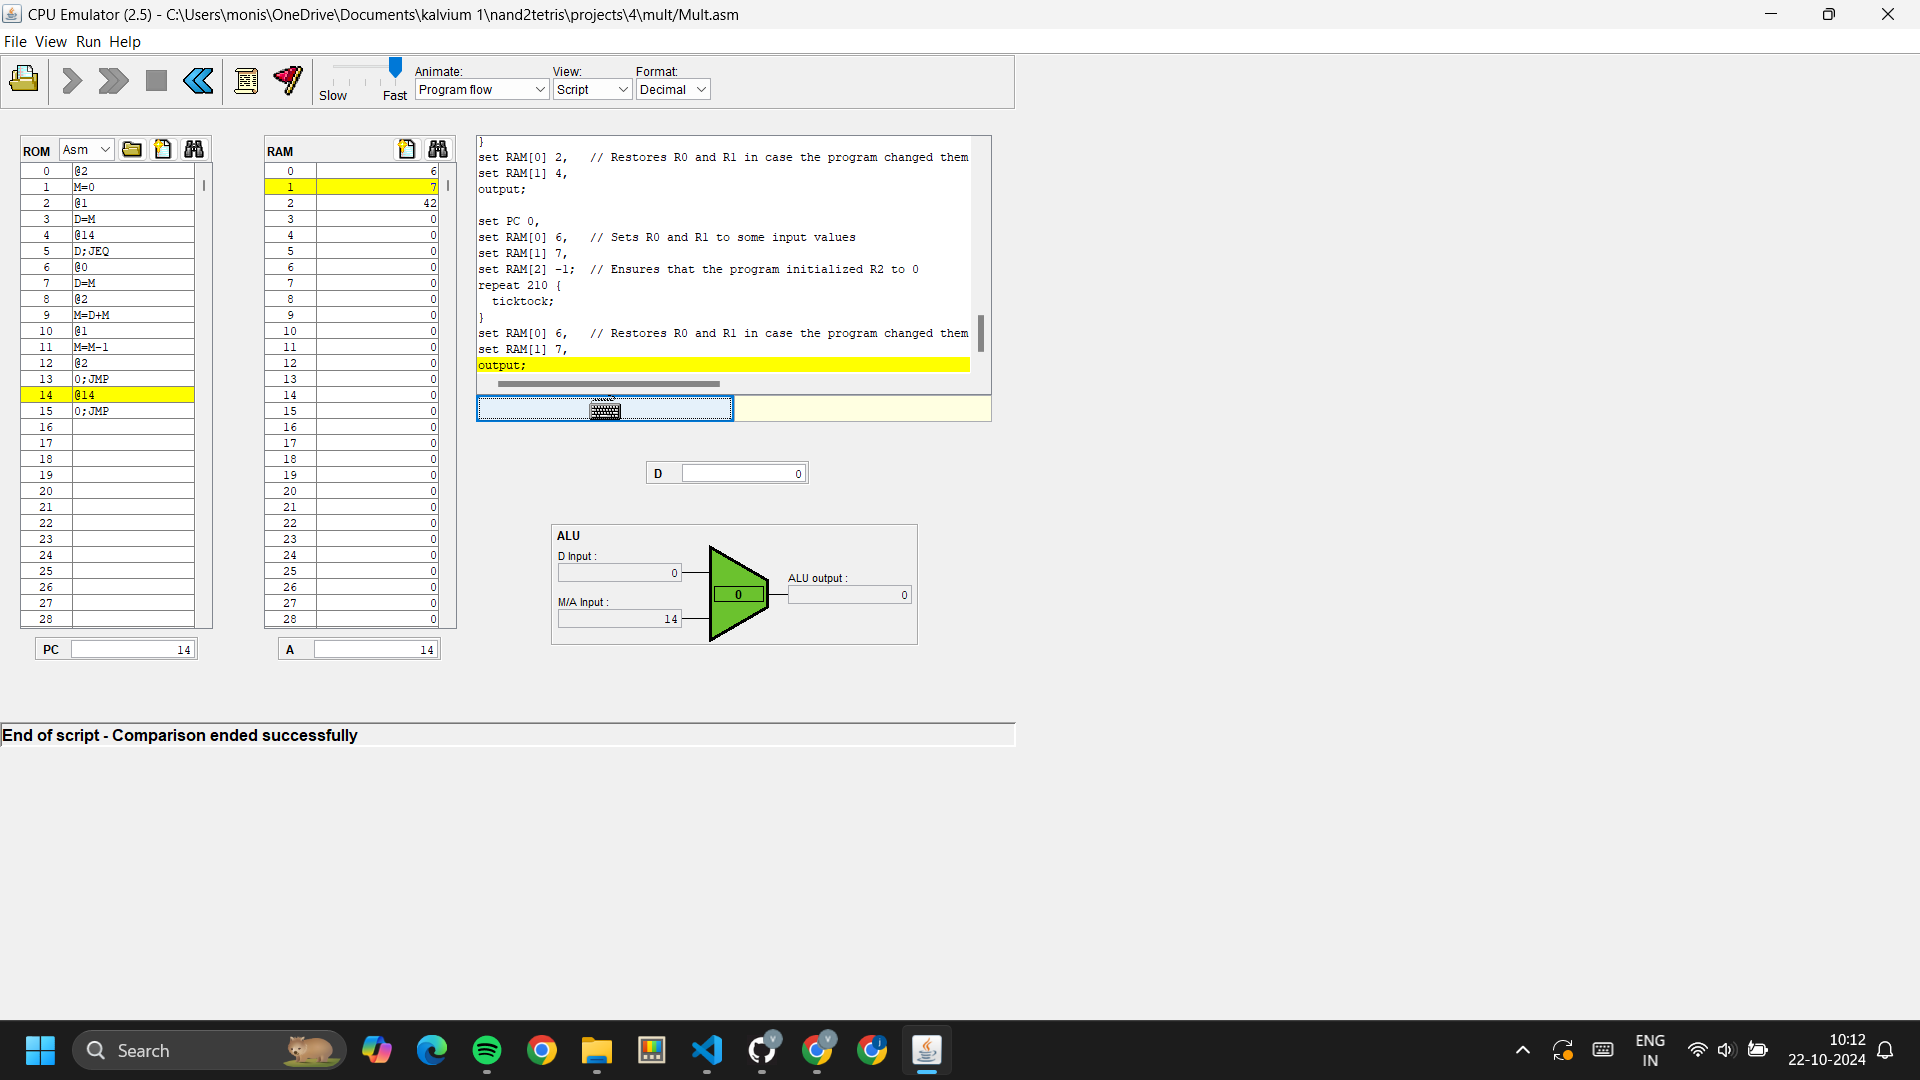 CPU Emulator (2.5) - C:\Users\monis\OneDrive\Documents\kalvium 1\nand2tetris\projects\4\mult/Mult.asm
File View Run Help
Slow Fast
Animate: View: Format:
Program flow Script Decimal
ROM Asm
0 @2
1 M=0
2 @1
3 D=M
4 @14
5 D;JEQ
6 @0
7 D=M
8 @2
9 M=D+M
10 @1
11 M=M-1
12 @2
13 0;JMP
14 @14
15 0;JMP
16
17
18
19
20
21
22
23
24
25
26
27
28
PC 14
RAM
0 6
1 7
2 42
3 0
4 0
5 0
6 0
7 0
8 0
9 0
10 0
11 0
12 0
13 0
14 0
15 0
16 0
17 0
18 0
19 0
20 0
21 0
22 0
23 0
24 0
25 0
26 0
27 0
28 0
A 14
}
set RAM[0] 2,   // Restores R0 and R1 in case the program changed them
set RAM[1] 4,
output;
set PC 0,
set RAM[0] 6,   // Sets R0 and R1 to some input values
set RAM[1] 7,
set RAM[2] -1;  // Ensures that the program initialized R2 to 0
repeat 210 {
ticktock;
}
set RAM[0] 6,   // Restores R0 and R1 in case the program changed them
set RAM[1] 7,
output;
D 0
ALU
D Input :
0
M/A Input :
14
0
ALU output :
0
End of script - Comparison ended successfully
Search
ENG
IN
10:12
22-10-2024